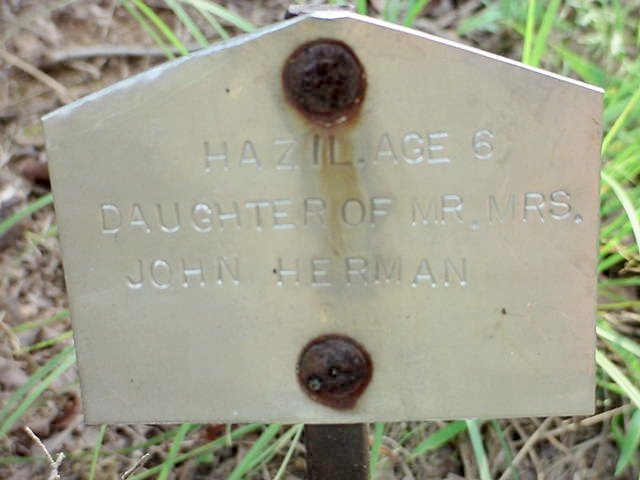 HAZIL, AGE 6
DAUGHTER OF MR. MRS.
JOHN HERMAN